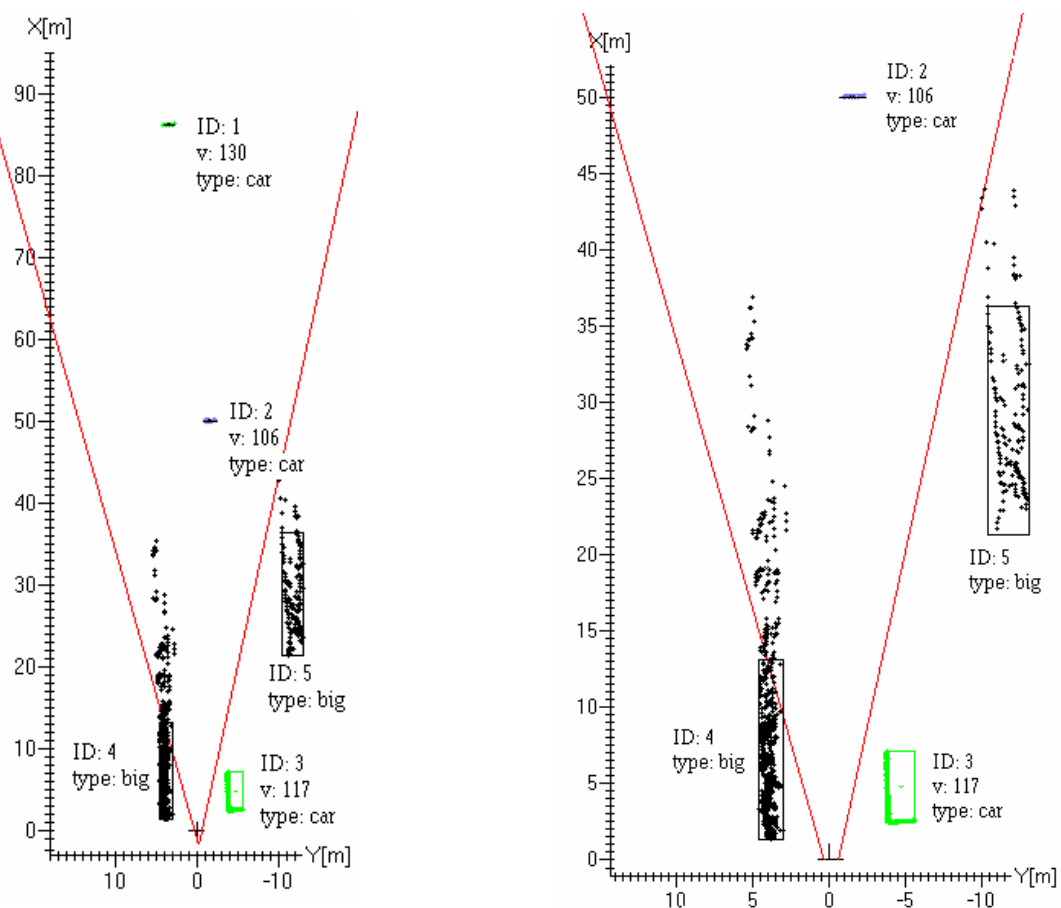 X[m]
90
80
70
60
50
40
30
20
10
0
ID: 1
v: 130
type: car
ID: 2
v: 106
type: car
ID: 5
type: big
ID: 4
type: big
ID: 3
v: 117
type: car
10
0
-10
Y[m]
X[m]
50
45
40
35
30
25
20
15
10
5
0
ID: 2
v: 106
type: car
ID: 5
type: big
ID: 4
type: big
ID: 3
v: 117
type: car
10
5
0
-5
-10
Y[m]